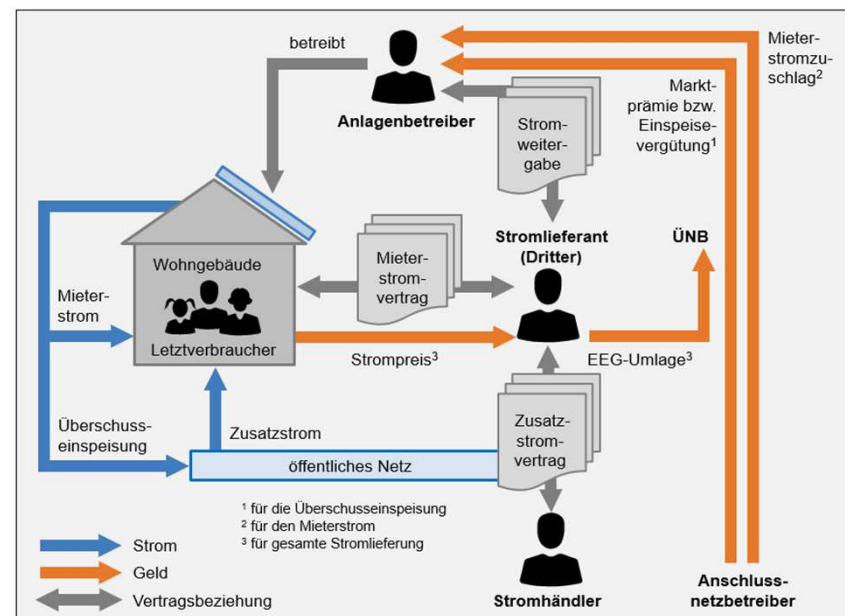 betreibt
Anlagenbetreiber
Mieter-
stromzu-
schlag²
Markt-
prämie bzw.
Einspeise-
vergütung¹
Strom-
weiter-
gabe
Stromlieferant
(Dritter)
ÜNB
Wohngebäude
Letztverbraucher
Mieter-
strom-
vertrag
Mieter-
strom
Strompreis³
EEG-Umlage³
Überschuss-
einspeisung
Zusatzstrom
Zusatz-
strom-
vertrag
öffentliches Netz
¹ für die Überschusseinspeisung
² für den Mieterstrom
³ für gesamte Stromlieferung
Strom
Geld
Vertragsbeziehung
Stromhändler
Anschluss-
netzbetreiber